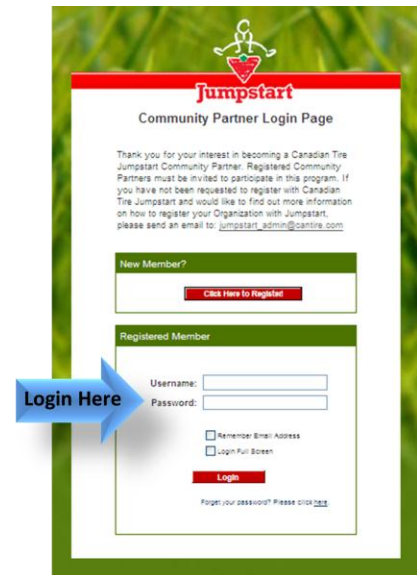 Jumpstart
Community Partner Login Page
Thank you for your interest in becoming a Canadian Tire
Jumpstart Community Partner. Registered Community
Partners must be invited to participate in this program. If
you have not been requested to register with Canadian
Tire Jumpstart and would like to find out more information
on how to register your Organization with Jumpstart,
please send an email to: jumpstart_admin@cantire.com
New Member?
Click Here to Registed
Registered Member
Login Here
Username:
Password:
Remember Email Address
Login Full Screen
Login
Forget your password? Please click here.